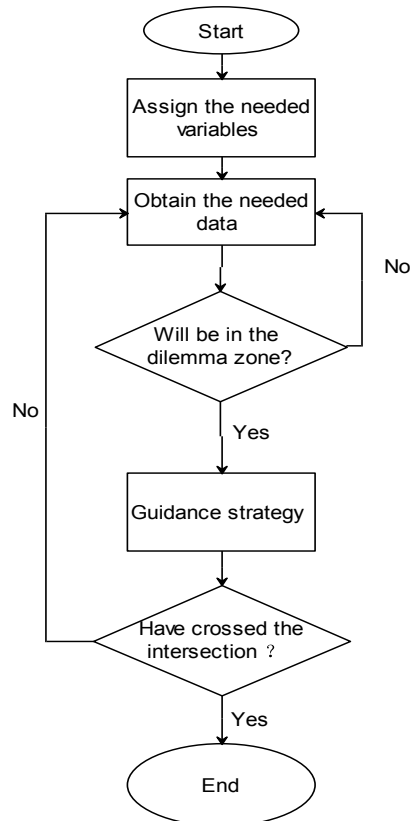 Start
Assign the needed
variables
Obtain the needed
data
No
Will be in the
dilemma zone?
No
Yes
Guidance strategy
Have crossed the
intersection ?
Yes
End